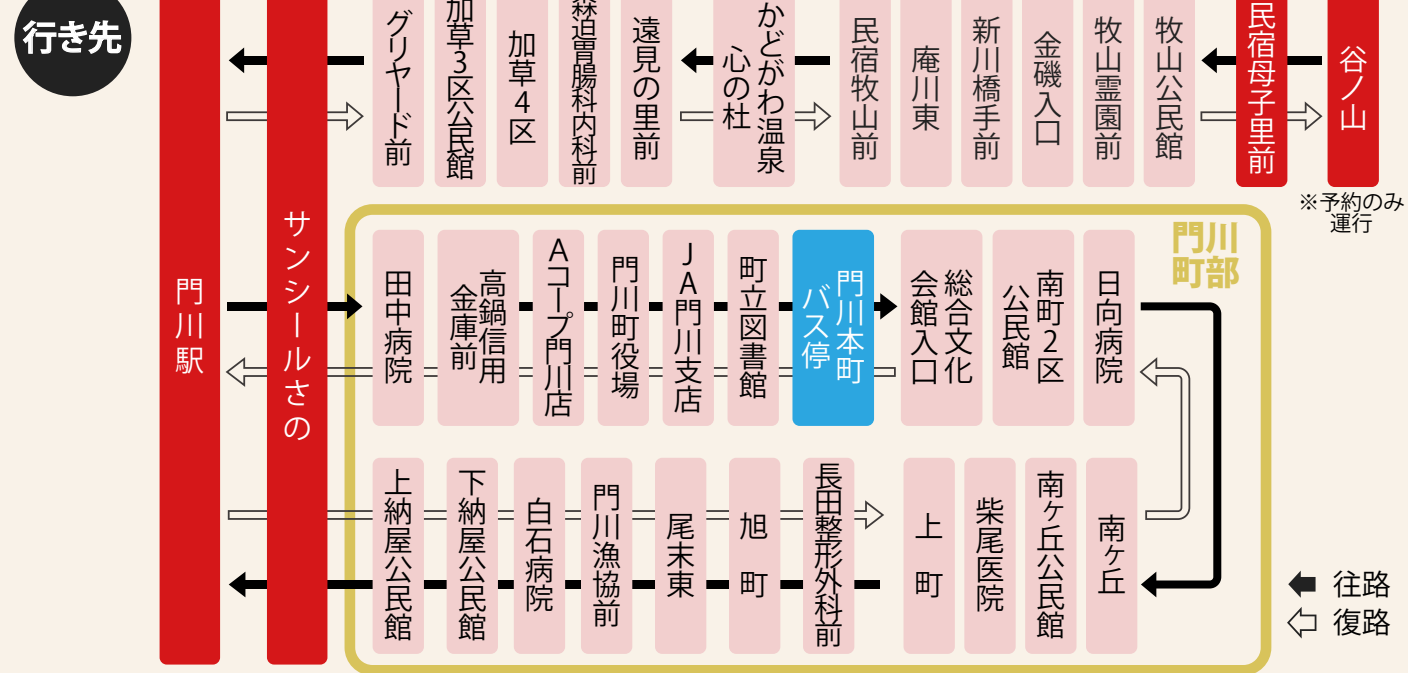 行き先
門川駅
サンシールさの
グリヤード前
加草3区公民館
加草4区
森迫胃腸科内科前
遠見の里前
かどがわ温泉
心の杜
民宿牧山前
庵川東
新川橋手前
金磯入口
牧山霊園前
牧山公民館
民宿母子里前
谷ノ山
※予約のみ
運行
門川
町部
田中病院
高鍋信用
金庫前
Aコープ門川店
門川町役場
JA門川支店
町立図書館
門川本町
バス停
総合文化
会館入口
南町2区
公民館
日向病院
上納屋公民館
下納屋公民館
白石病院
門川漁協前
尾末東
旭町
長田整形外科前
上町
柴尾医院
南ヶ丘公民館
南ヶ丘
往路
復路